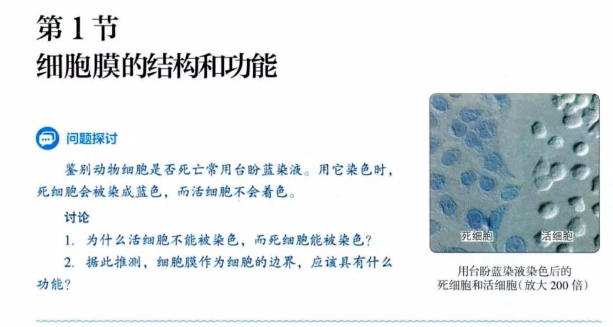 第1节
细胞膜的结构和功能
问题探讨
鉴别动物细胞是否死亡常用台盼蓝染液。用它染色时，
死细胞会被染成蓝色，而活细胞不会着色。
讨论
1. 为什么活细胞不能被染色，而死细胞能被染色？
2. 据此推测，细胞膜作为细胞的边界，应该具有什么
功能？
死细胞 活细胞
用台盼蓝染液染色后的
死细胞和活细胞（放大 200 倍）